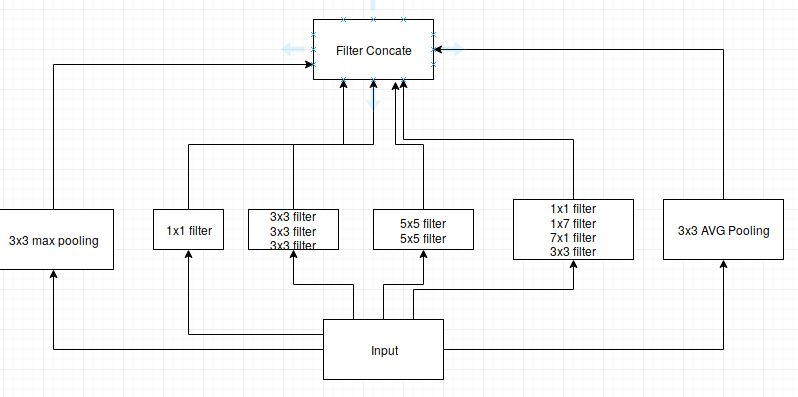 Filter Concate
3x3 max pooling
1x1 filter
3x3 filter
3x3 filter
3x3 filter
5x5 filter
5x5 filter
1x1 filter
1x7 filter
7x1 filter
3x3 filter
3x3 AVG Pooling
Input